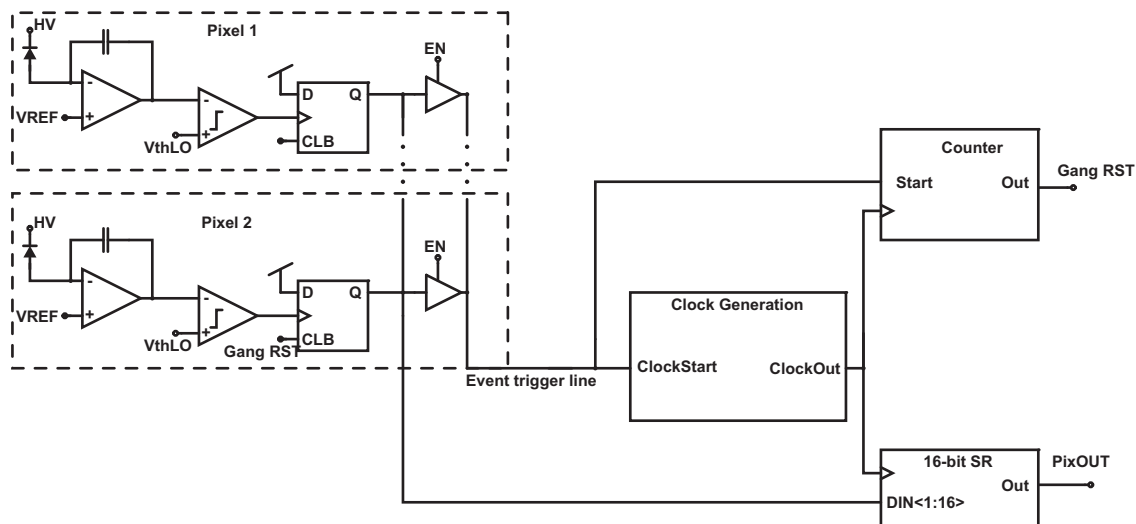 HV
Pixel 1
EN
-
+
VREF
-
+
VthLO
D
Q
CLB
HV
Pixel 2
EN
-
+
VREF
-
+
VthLO
D
Q
CLB
Gang RST
Event trigger line
Clock Generation
ClockStart
ClockOut
Counter
Start
Out
Gang RST
16-bit SR
PixOUT
Out
DIN<1:16>